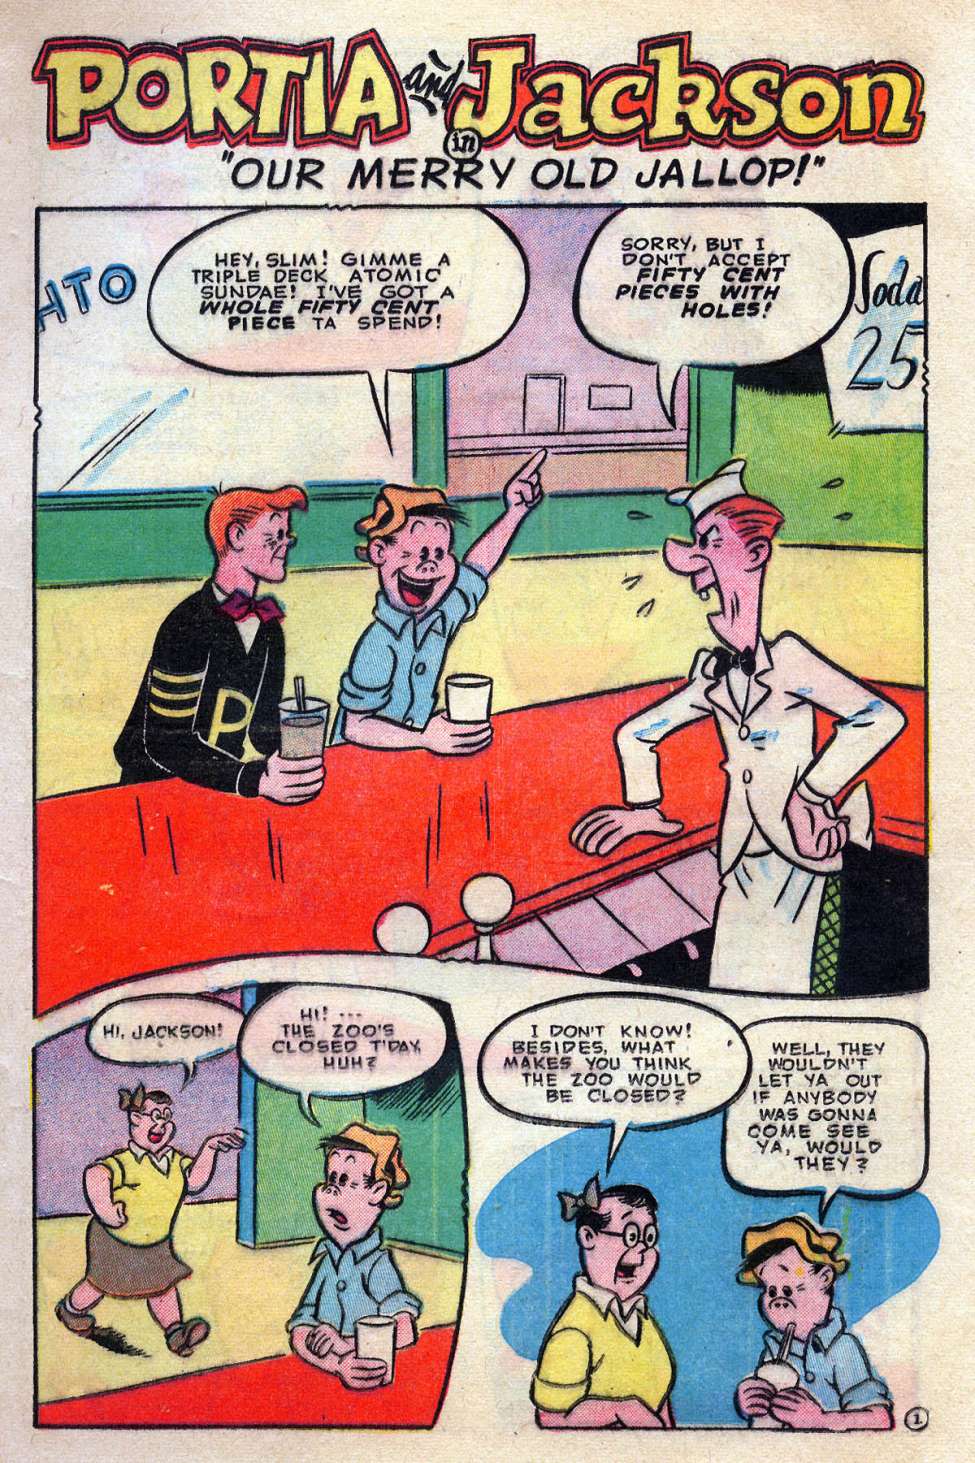 PORTIA and Jackson
in
"OUR MERRY OLD JALLOP!"
HTO
HEY, SLIM! GIMME A
TRIPLE DECK ATOMIC
SUNDAE! I'VE GOT A
WHOLE FIFTY CENT
PIECE TA SPEND!
SORRY, BUT I
DON'T ACCEPT
FIFTY CENT
PIECES WITH
HOLES!
Soda
25
P
HI, JACKSON!
HI! ...
THE ZOO'S
CLOSED T'DAY,
HUH?
I DON'T KNOW!
BESIDES, WHAT
MAKES YOU THINK
THE ZOO WOULD
BE CLOSED?
WELL, THEY
WOULDN'T
LET YA OUT
IF ANYBODY
WAS GONNA
COME SEE
YA, WOULD
THEY?
1